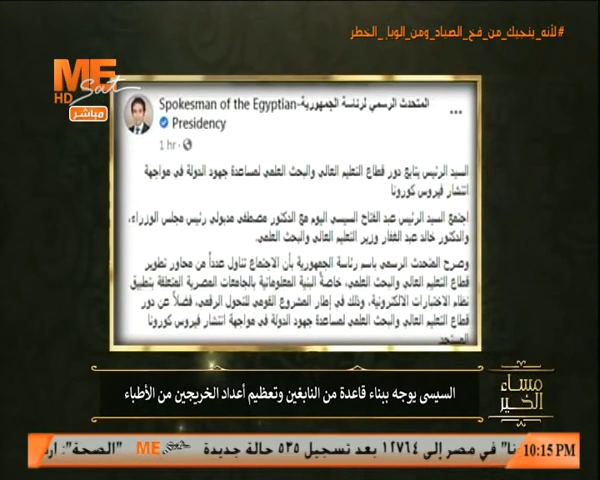 #لأنه_ينجيك_من_فخ_الصياد_ومن_الوبا_الخطر
ME Sat
HD
مباشر
Spokesman of the Egyptian-المتحدث الرسمي لرئاسة الجمهورية
Presidency
1 hr
السيد الرئيس يتابع دور قطاع التعليم العالي والبحث العلمي لمساعدة جهود الدولة في مواجهة
انتشار فيروس كورونا
اجتمع السيد الرئيس عبد الفتاح السيسي اليوم مع الدكتور مصطفى مدبولي رئيس مجلس الوزراء،
والدكتور خالد عبد الغفار وزير التعليم العالي والبحث العلمي.
وصرح المتحدث الرسمي باسم رئاسة الجمهورية بأن الاجتماع تناول عدداً من محاور تطوير
قطاع التعليم العالي والبحث العلمي، خاصةً البنية المعلوماتية بالجامعات المصرية المتعلقة بتطبيق
نظام الاختبارات الالكترونية، وذلك في إطار المشروع القومي للتحول الرقمي، فضلاً عن دور
قطاع التعليم العالي والبحث العلمي لمساعدة جهود الدولة في مواجهة انتشار فيروس كورونا
المستجد
السيسى يوجه ببناء قاعدة من النابغين وتعظيم أعداد الخريجين من الأطباء
مساء
الخير
نا" في مصر إلى ١٢٧٦٤ بعد تسجيل ٥٣٥ حالة جديدة ME Sat "الصحة": ار
10:15 PM